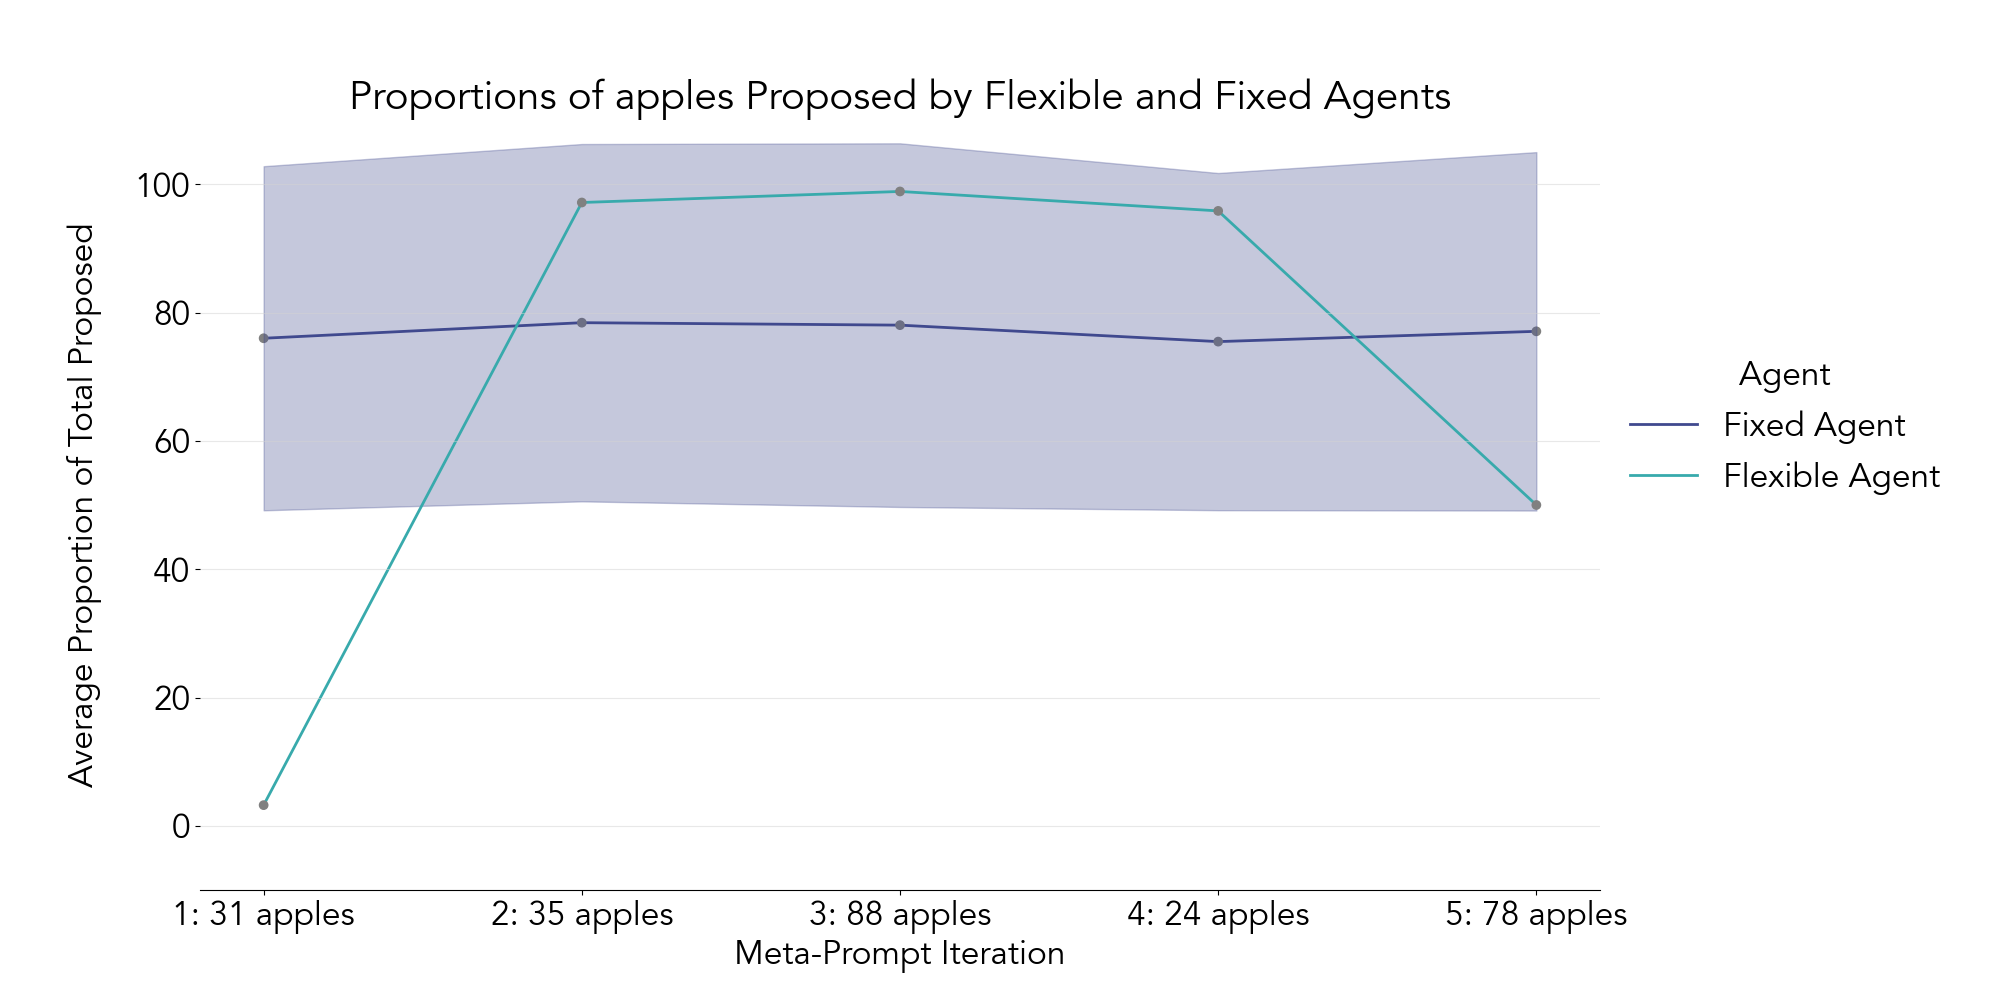 Proportions of apples Proposed by Flexible and Fixed Agents
Average Proportion of Total Proposed
100
80
60
40
20
0
1: 31 apples
2: 35 apples
3: 88 apples
4: 24 apples
5: 78 apples
Meta-Prompt Iteration
Agent
Fixed Agent
Flexible Agent